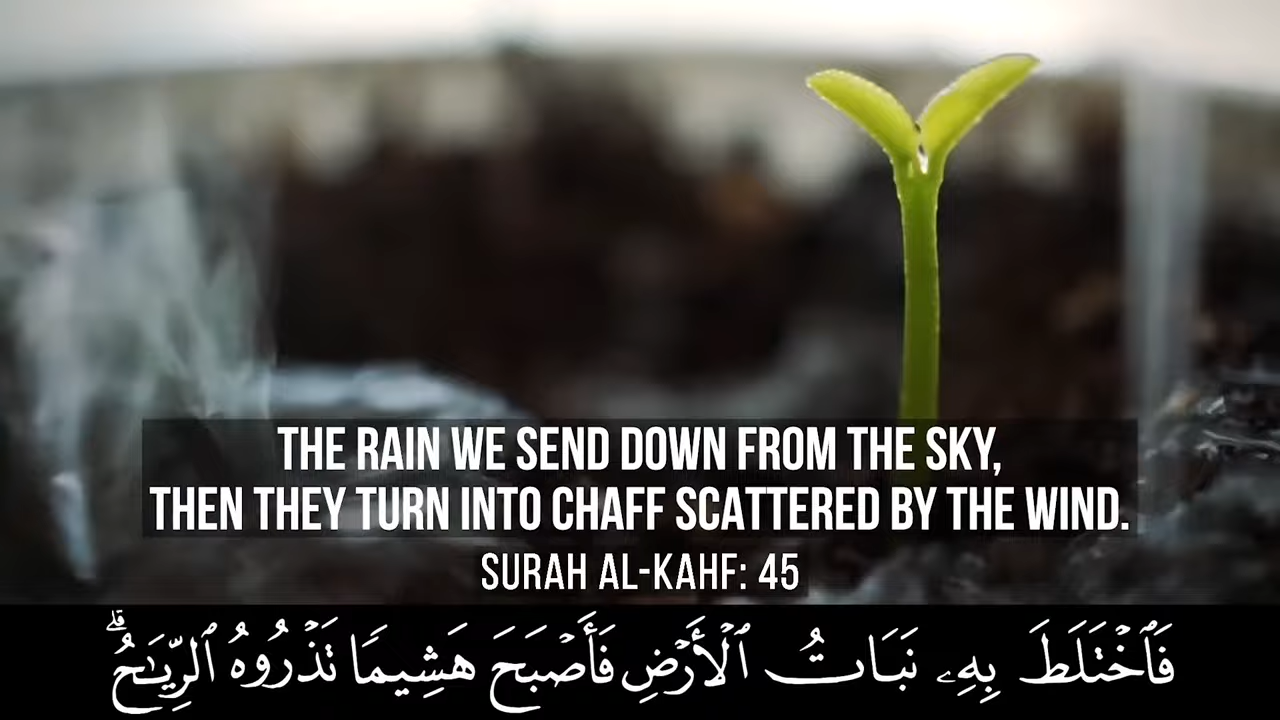 THE RAIN WE SEND DOWN FROM THE SKY,
THEN THEY TURN INTO CHAFF SCATTERED BY THE WIND.
SURAH AL-KAHF: 45
فَٱخْتَلَطَ بِهِۦ نَبَاتُ ٱلْأَرْضِ فَأَصْبَحَ هَشِيمًا تَذْرُوهُ ٱلرِّيَـٰحُ ۗ